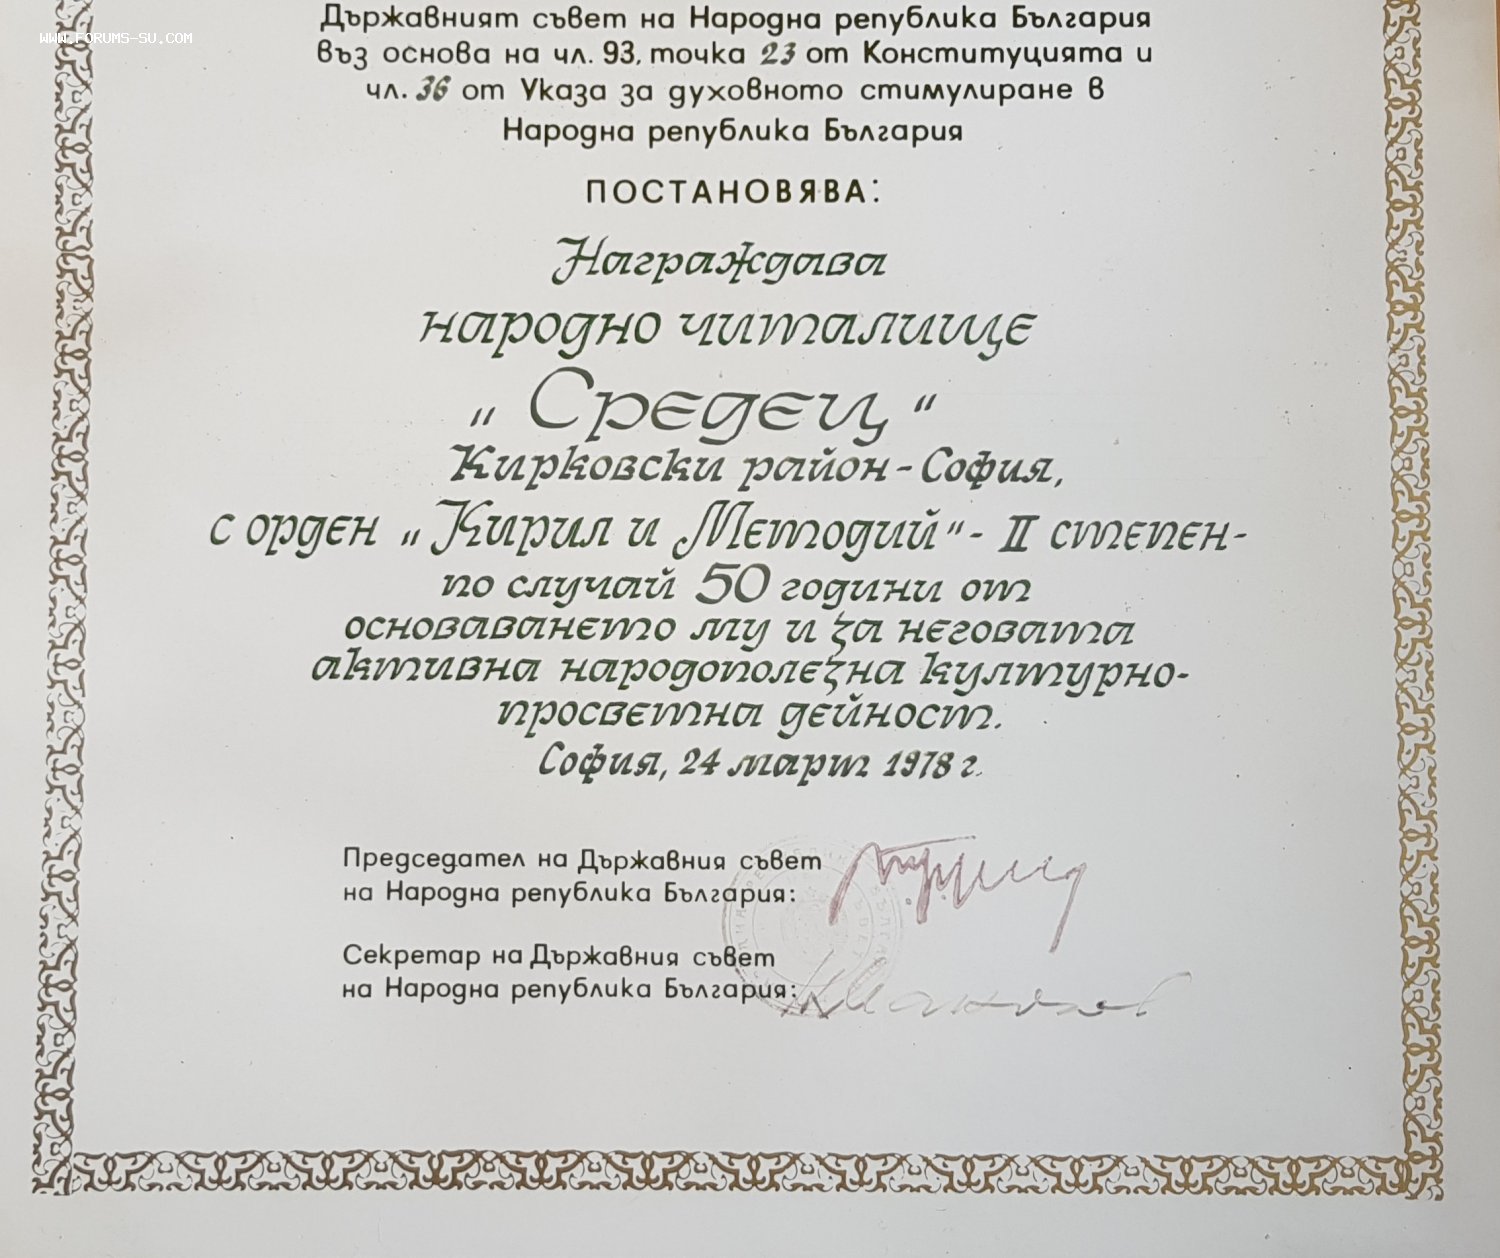 WWW.FORUMS-SU.COM
Държавният съвет на Народна република България
въз основа на чл. 93, точка 23 от Конституцията и
чл. 36 от Указа за духовното стимулиране в
Народна република България
ПОСТАНОВЯВА:
Награждава
народно читалище
„Средец“
Кирковски район - София,
с орден „Кирил и Методий“ - II степен -
по случай 50 години от
основаването му и за неговата
активна народополезна културно-
просветна дейност.
София, 24 март 1978 г.
Председател на Държавния съвет
на Народна република България:
Секретар на Държавния съвет
на Народна република България: